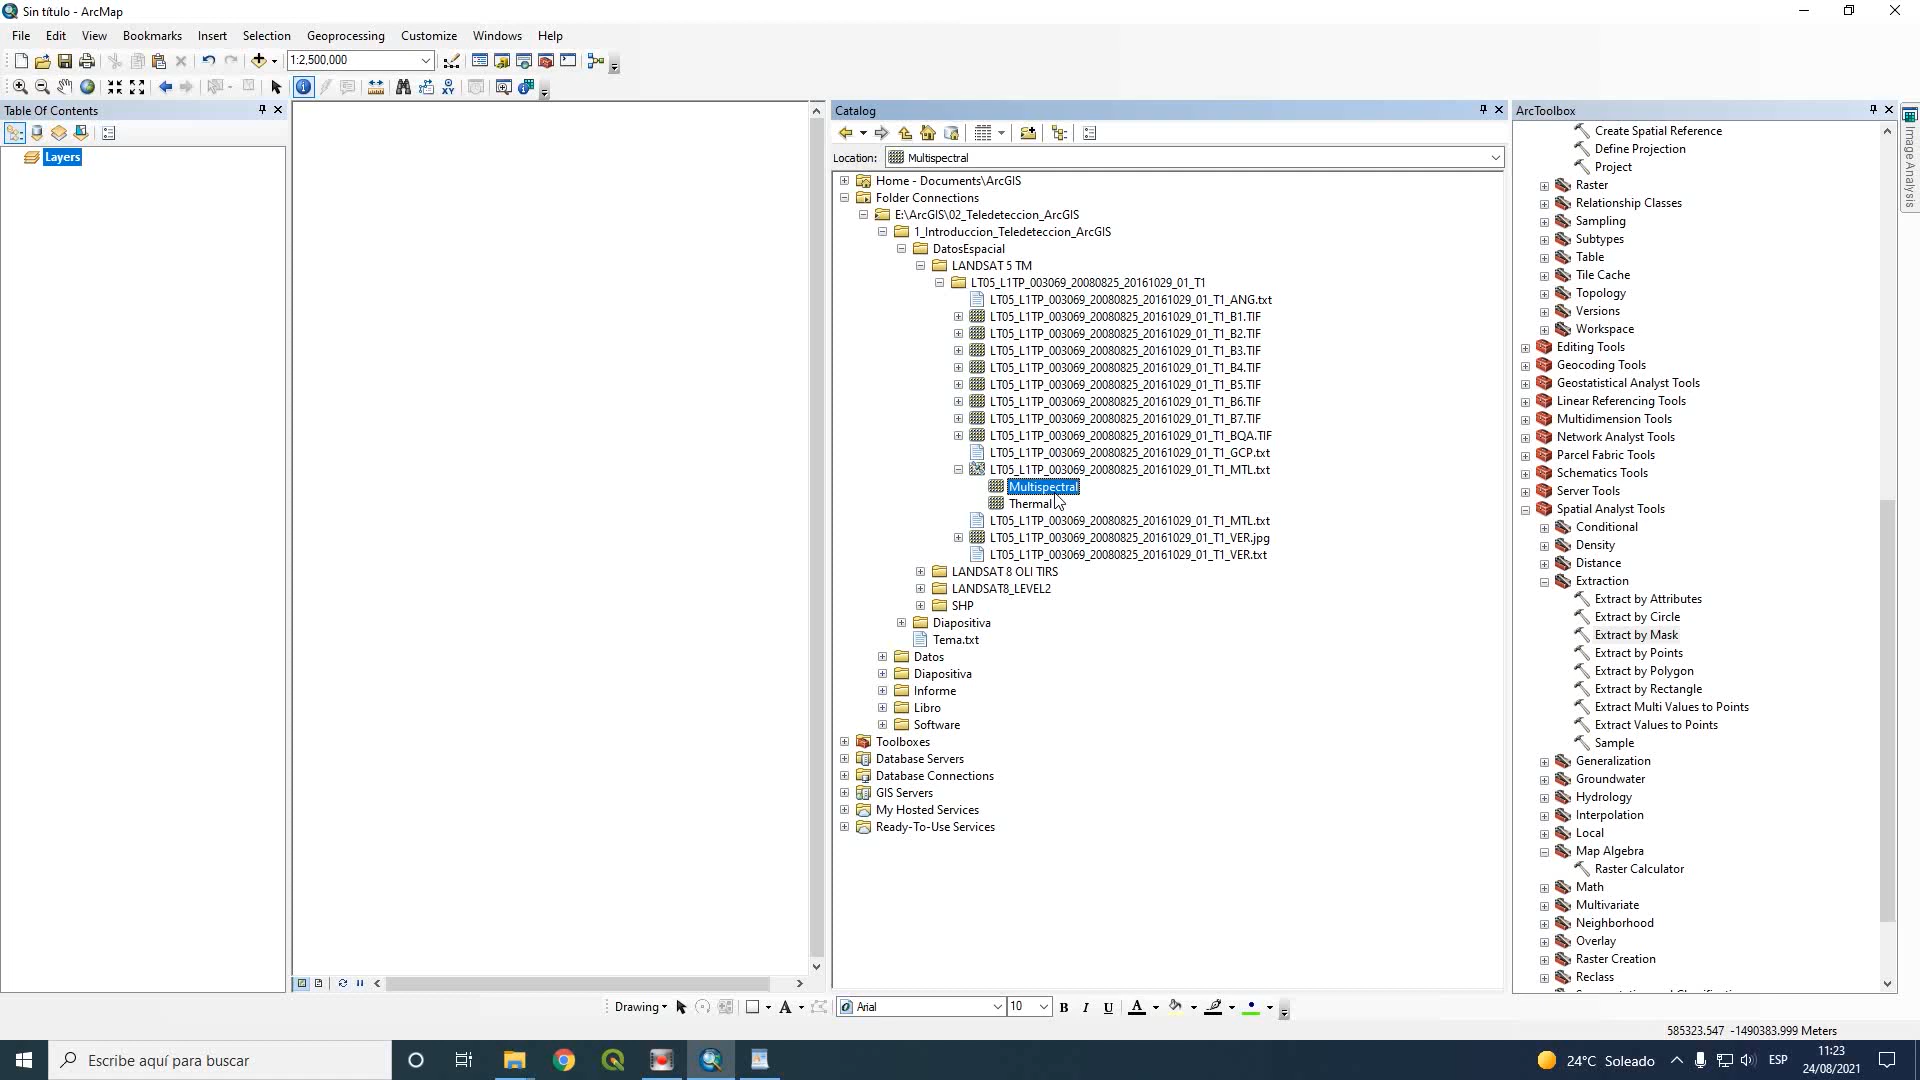 Sin título - ArcMap
File Edit View Bookmarks Insert Selection Geoprocessing Customize Windows Help
1:2,500,000
Table Of Contents
Layers
Catalog
Location: Multispectral
Home - Documents\ArcGIS
Folder Connections
E:\ArcGIS\02_Teledeteccion_ArcGIS
1_Introduccion_Teledeteccion_ArcGIS
DatosEspacial
LANDSAT 5 TM
LT05_L1TP_003069_20080825_20161029_01_T1
LT05_L1TP_003069_20080825_20161029_01_T1_ANG.txt
LT05_L1TP_003069_20080825_20161029_01_T1_B1.TIF
LT05_L1TP_003069_20080825_20161029_01_T1_B2.TIF
LT05_L1TP_003069_20080825_20161029_01_T1_B3.TIF
LT05_L1TP_003069_20080825_20161029_01_T1_B4.TIF
LT05_L1TP_003069_20080825_20161029_01_T1_B5.TIF
LT05_L1TP_003069_20080825_20161029_01_T1_B6.TIF
LT05_L1TP_003069_20080825_20161029_01_T1_B7.TIF
LT05_L1TP_003069_20080825_20161029_01_T1_BQA.TIF
LT05_L1TP_003069_20080825_20161029_01_T1_GCP.txt
LT05_L1TP_003069_20080825_20161029_01_T1_MTL.txt
Multispectral
Thermal
LT05_L1TP_003069_20080825_20161029_01_T1_MTL.txt
LT05_L1TP_003069_20080825_20161029_01_T1_VER.jpg
LT05_L1TP_003069_20080825_20161029_01_T1_VER.txt
LANDSAT 8 OLI TIRS
LANDSAT8_LEVEL2
SHP
Diapositiva
Tema.txt
Datos
Diapositiva
Informe
Libro
Software
Toolboxes
Database Servers
Database Connections
GIS Servers
My Hosted Services
Ready-To-Use Services
ArcToolbox
Create Spatial Reference
Define Projection
Project
Raster
Relationship Classes
Sampling
Subtypes
Table
Tile Cache
Topology
Versions
Workspace
Editing Tools
Geocoding Tools
Geostatistical Analyst Tools
Linear Referencing Tools
Multidimension Tools
Network Analyst Tools
Parcel Fabric Tools
Schematics Tools
Server Tools
Spatial Analyst Tools
Conditional
Density
Distance
Extraction
Extract by Attributes
Extract by Circle
Extract by Mask
Extract by Points
Extract by Polygon
Extract by Rectangle
Extract Multi Values to Points
Extract Values to Points
Sample
Generalization
Groundwater
Hydrology
Interpolation
Local
Map Algebra
Raster Calculator
Math
Multivariate
Neighborhood
Overlay
Raster Creation
Reclass
Image Analysis
Drawing
Arial 10 B I U A
585323.547 -1490383.999 Meters
Escribe aquí para buscar
24°C Soleado
ESP
11:23
24/08/2021